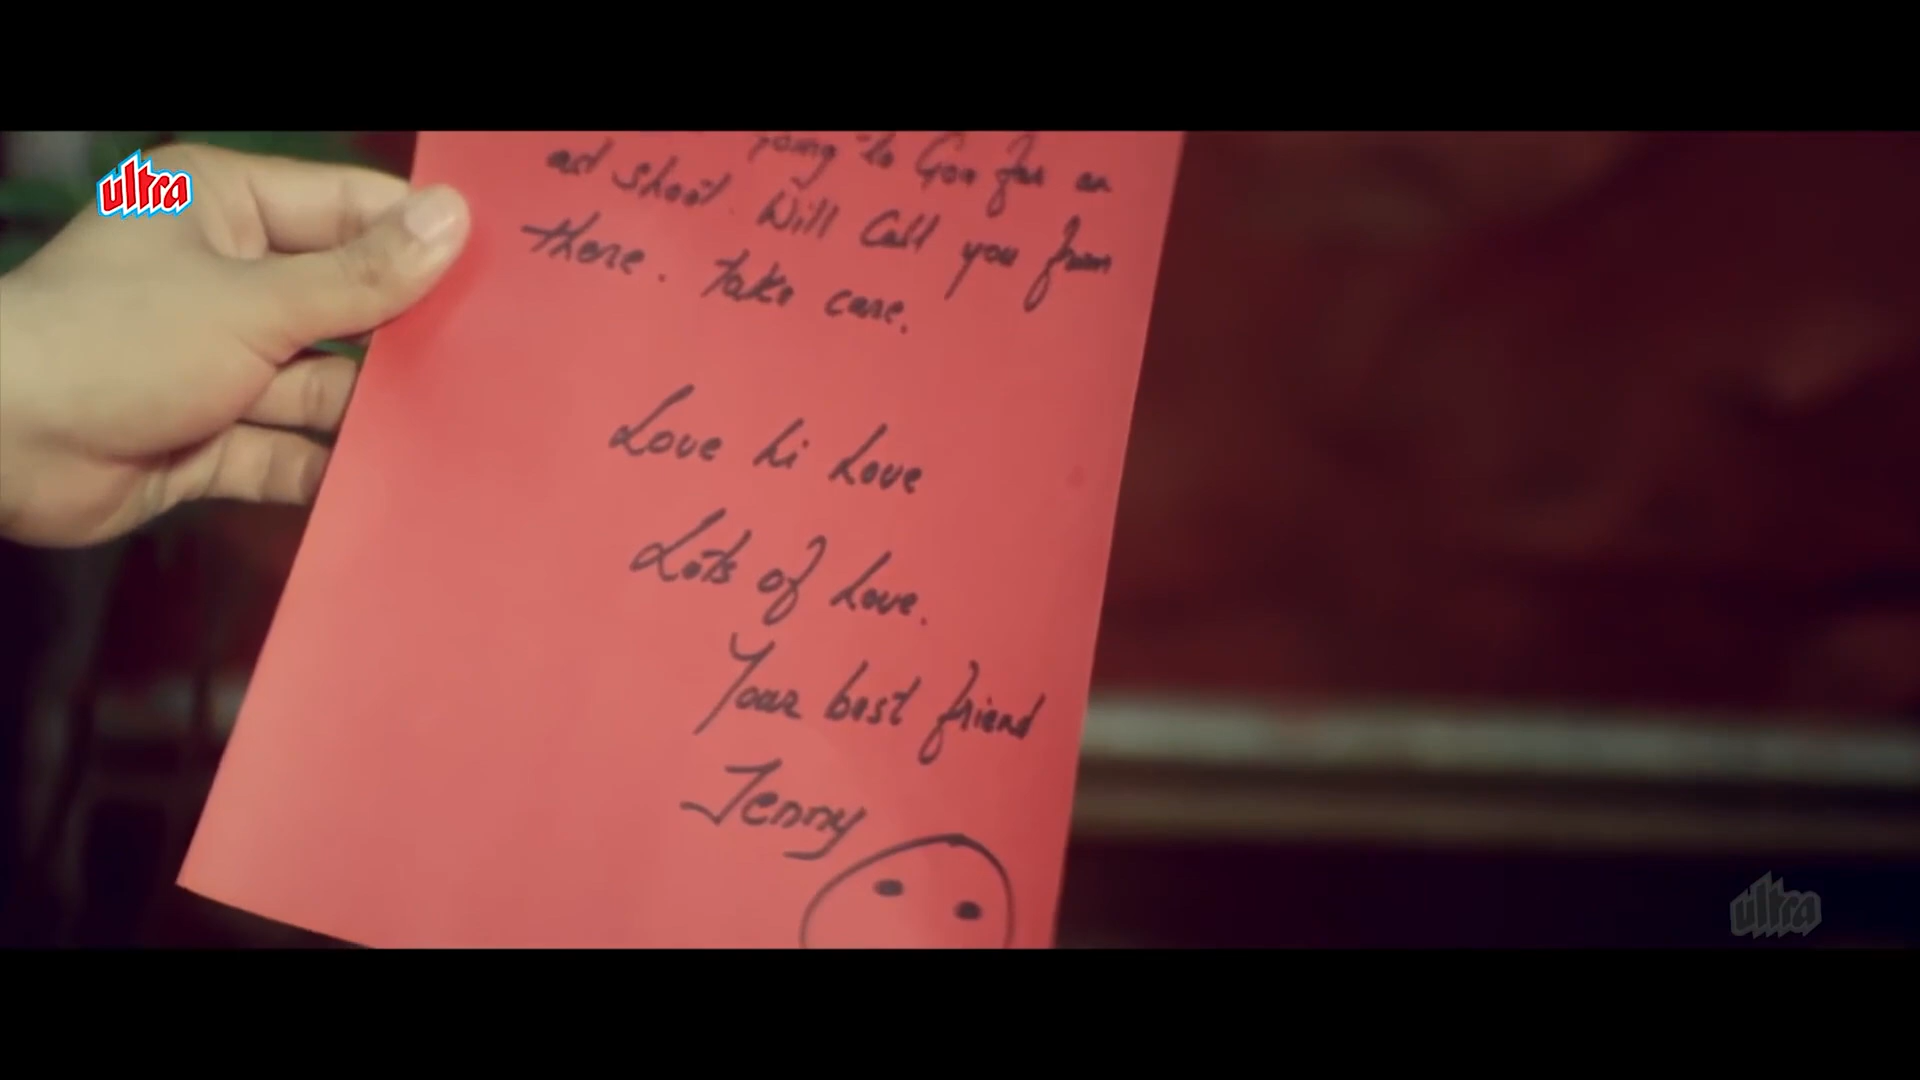 ultra
going to Goa for an
ad shoot. Will Call you from
there. take care.
Love hi Love
Lots of Love.
Your best friend
Jenny
ultra